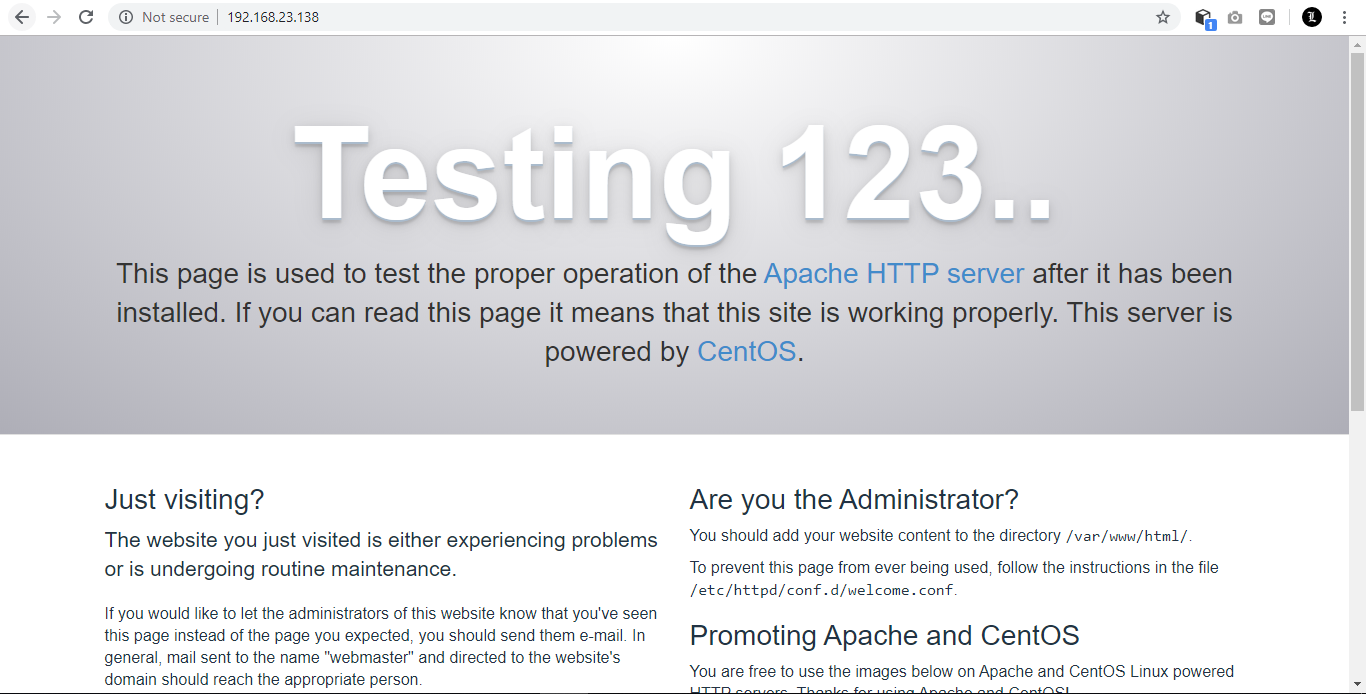 Not secure | 192.168.23.138
1
Testing 123..
This page is used to test the proper operation of the Apache HTTP server after it has been
installed. If you can read this page it means that this site is working properly. This server is
powered by CentOS.
Just visiting?
The website you just visited is either experiencing problems
or is undergoing routine maintenance.
If you would like to let the administrators of this website know that you've seen
this page instead of the page you expected, you should send them e-mail. In
general, mail sent to the name "webmaster" and directed to the website's
domain should reach the appropriate person.
Are you the Administrator?
You should add your website content to the directory /var/www/html/.
To prevent this page from ever being used, follow the instructions in the file
/etc/httpd/conf.d/welcome.conf.
Promoting Apache and CentOS
You are free to use the images below on Apache and CentOS Linux powered
HTTP servers. Thanks for using Apache and CentOS!